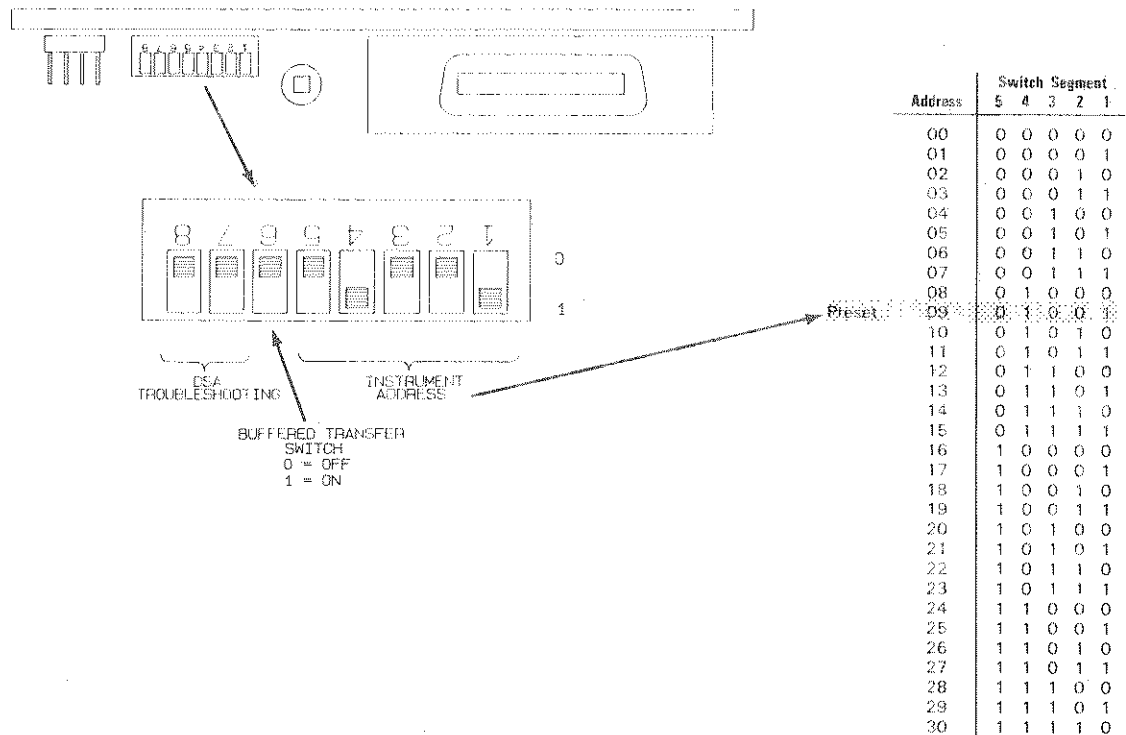 8 7 6 5 4 3 2 1
8 7 6 5 4 3 2 1
0
1
DSA
TROUBLESHOOTING
INSTRUMENT
ADDRESS
BUFFERED TRANSFER
SWITCH
0 = OFF
1 = ON
Preset
Switch Segment
Address 5 4 3 2 1
00 0 0 0 0 0
01 0 0 0 0 1
02 0 0 0 1 0
03 0 0 0 1 1
04 0 0 1 0 0
05 0 0 1 0 1
06 0 0 1 1 0
07 0 0 1 1 1
08 0 1 0 0 0
09 0 1 0 0 1
10 0 1 0 1 0
11 0 1 0 1 1
12 0 1 1 0 0
13 0 1 1 0 1
14 0 1 1 1 0
15 0 1 1 1 1
16 1 0 0 0 0
17 1 0 0 0 1
18 1 0 0 1 0
19 1 0 0 1 1
20 1 0 1 0 0
21 1 0 1 0 1
22 1 0 1 1 0
23 1 0 1 1 1
24 1 1 0 0 0
25 1 1 0 0 1
26 1 1 0 1 0
27 1 1 0 1 1
28 1 1 1 0 0
29 1 1 1 0 1
30 1 1 1 1 0